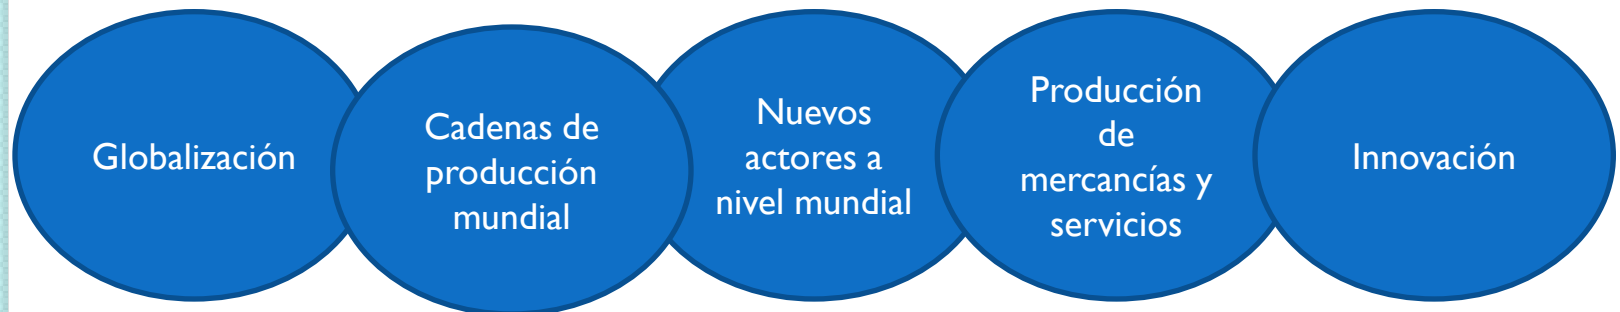 Globalización
Cadenas de
producción
mundial
Nuevos
actores a
nivel mundial
Producción
de
mercancías y
servicios
Innovación